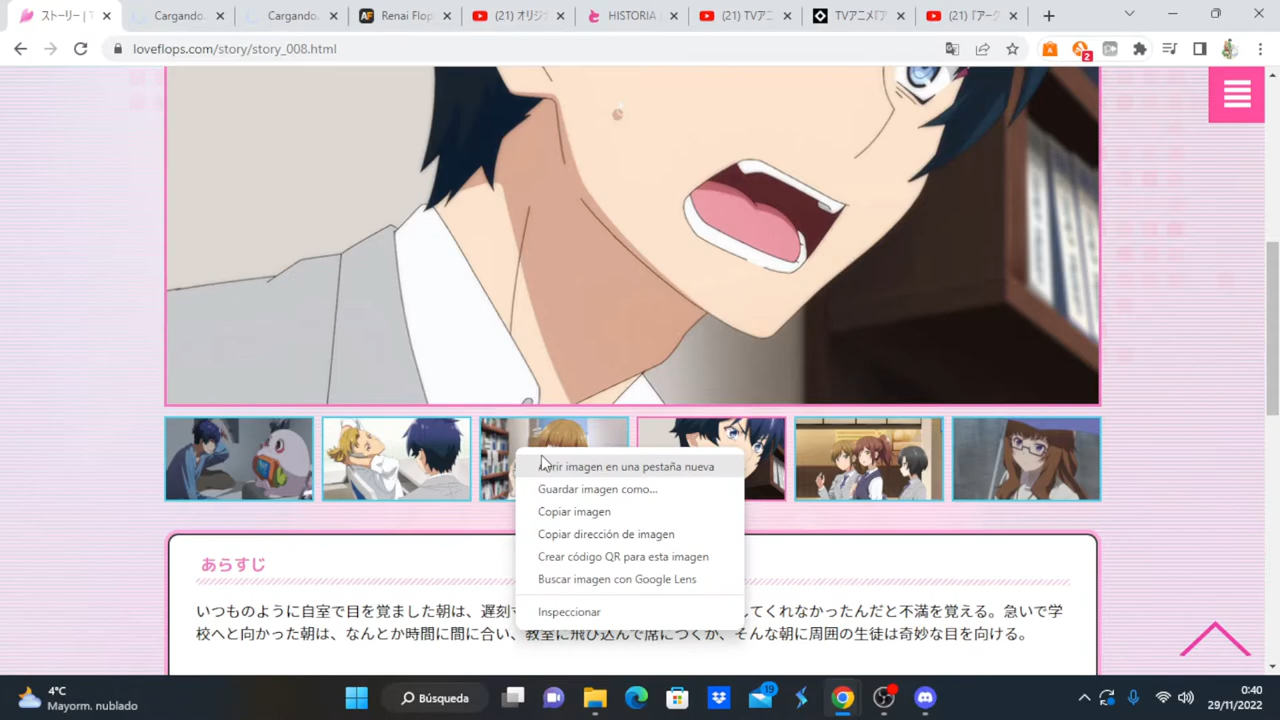 ストーリー | T
Cargando.
Cargando.
Renai Flop
(21) オリジ
HISTORIA
(21) TVアニ
TVアニメ『ア
(21) 『アーク
loveflops.com/story/story_008.html
2
Abrir imagen en una pestaña nueva
Guardar imagen como...
Copiar imagen
Copiar dirección de imagen
Crear código QR para esta imagen
Buscar imagen con Google Lens
Inspeccionar
あらすじ
いつものように自室で目を覚ました朝は、遅刻 してくれなかったんだと不満を覚える。急いで学
校へと向かった朝は、なんとか時間に間に合い、教室に飛び込んで席につくが、そんな朝に周囲の生徒は奇妙な目を向ける。
4°C
Mayorm. nublado
Búsqueda
19
0:40
29/11/2022